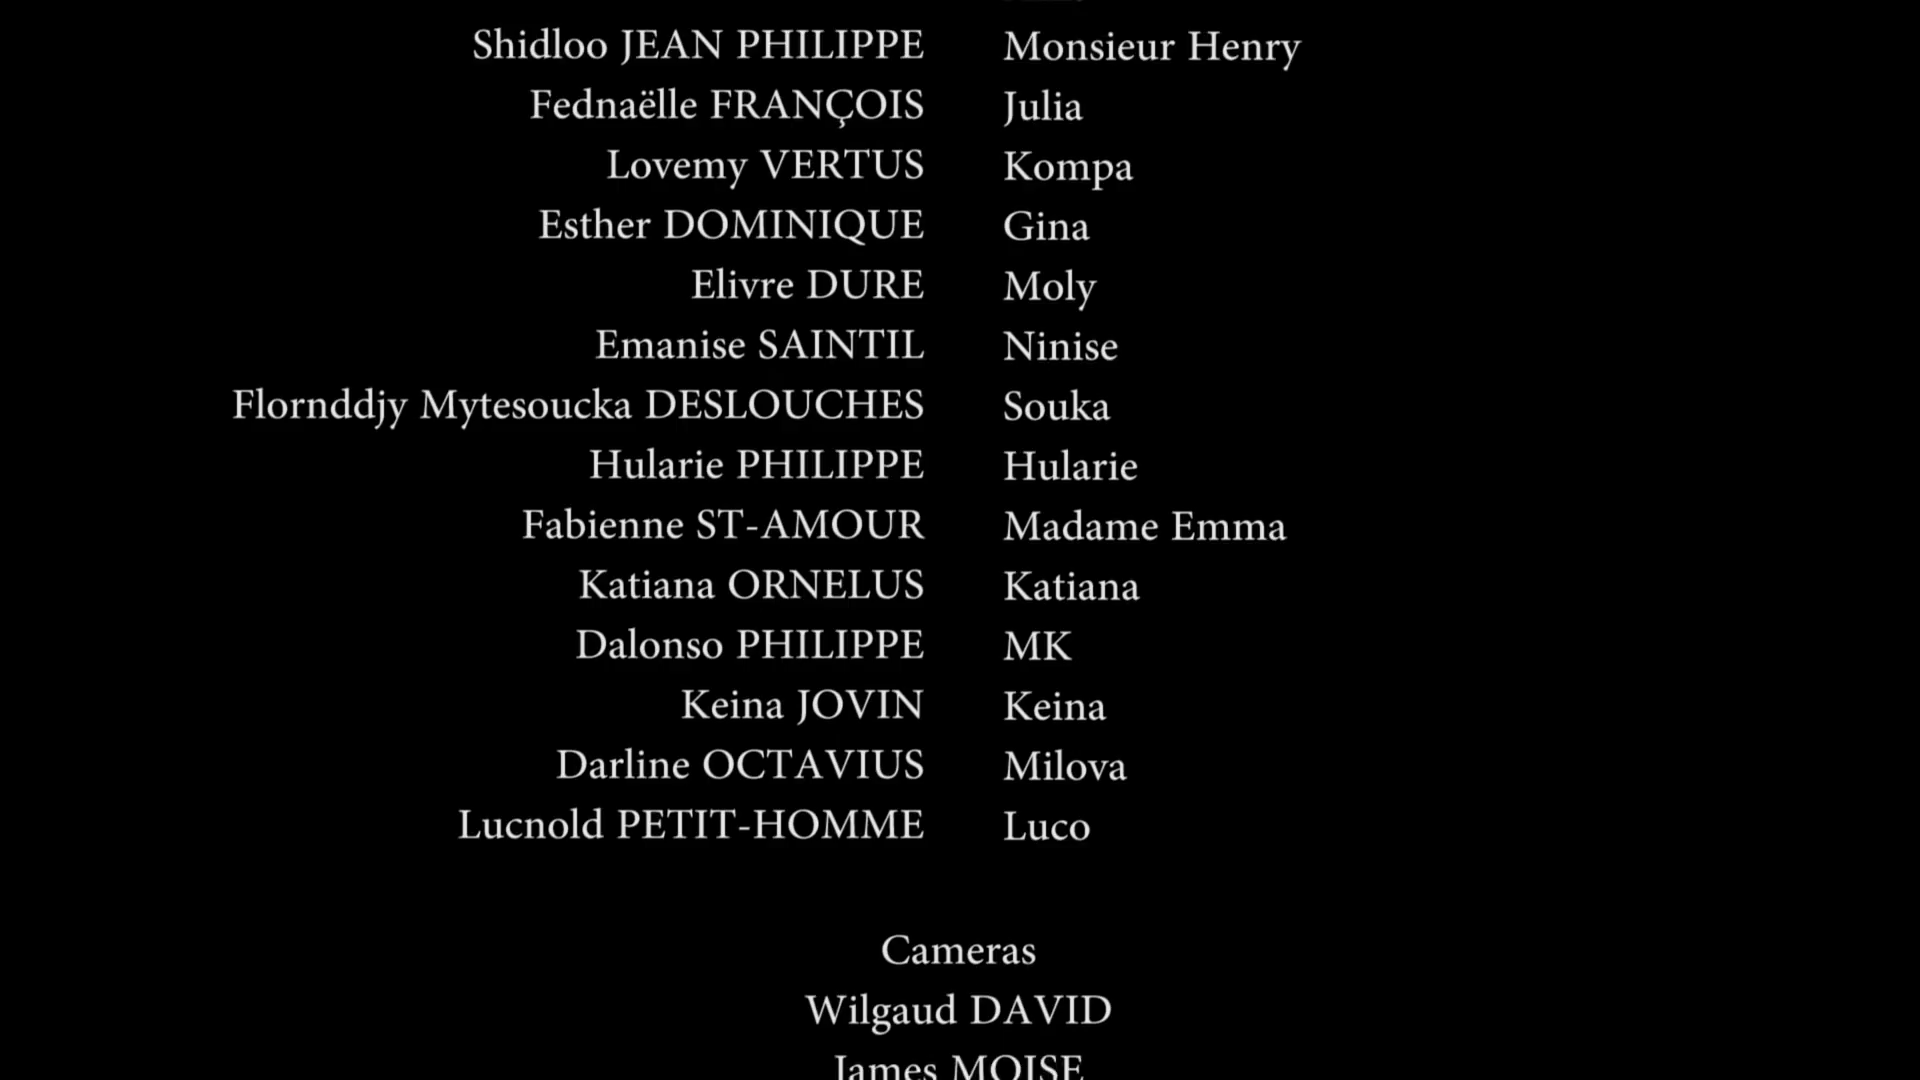 Shidloo JEAN PHILIPPE Monsieur Henry
Fednaëlle FRANÇOIS Julia
Lovemy VERTUS Kompa
Esther DOMINIQUE Gina
Elivre DURE Moly
Emanise SAINTIL Ninise
Flornddjy Mytesoucka DESLOUCHES Souka
Hularie PHILIPPE Hularie
Fabienne ST-AMOUR Madame Emma
Katiana ORNELUS Katiana
Dalonso PHILIPPE MK
Keina JOVIN Keina
Darline OCTAVIUS Milova
Lucnold PETIT-HOMME Luco
Cameras
Wilgaud DAVID
James MOISE